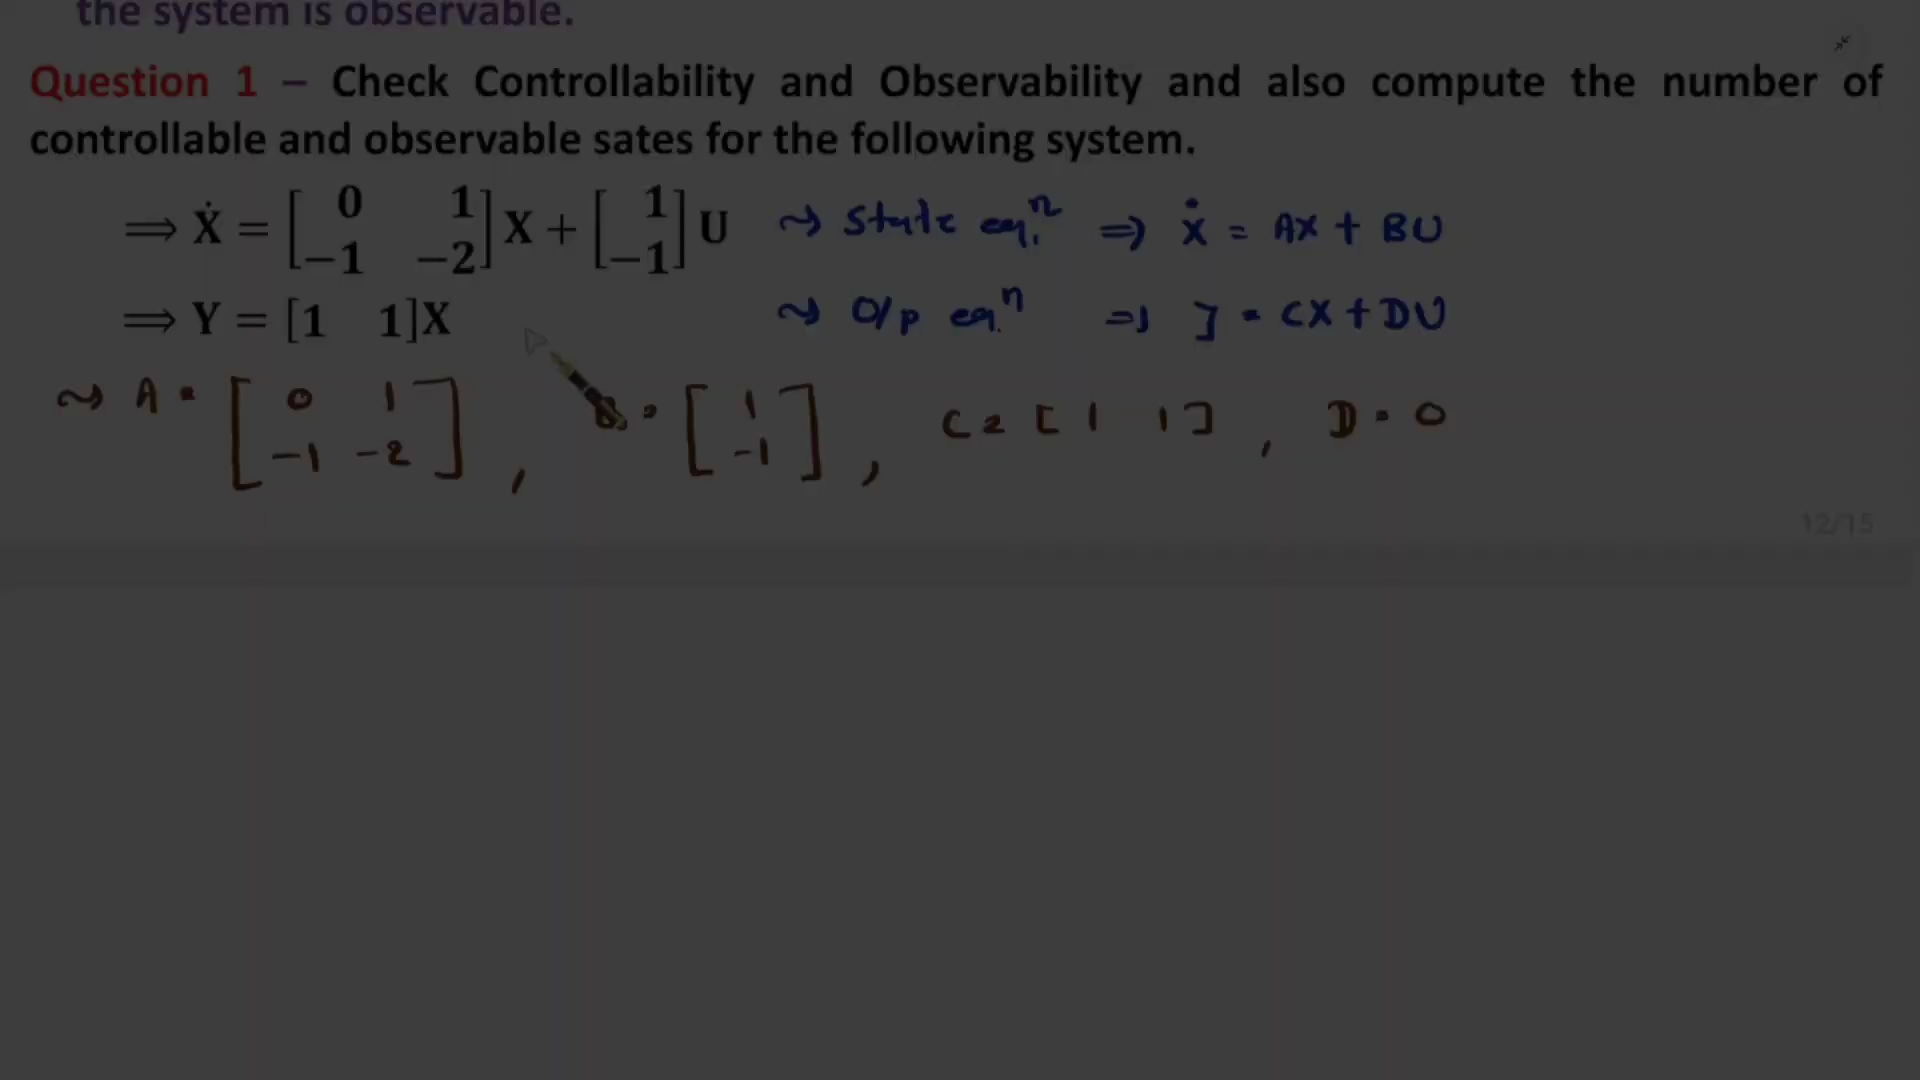 the system is observable.
Question 1 – Check Controllability and Observability and also compute the number of
controllable and observable sates for the following system.
⟹ Ẋ = [0 1; −1 −2] X + [1; −1] U ⇝ State eqⁿ. ⇒ ẋ = AX + BU
⟹ Y = [1 1]X ⇝ O/p eqⁿ. ⇒ y = CX + DU
⇝ A = [0 1; −1 −2], B = [1; −1], C = [1 1], D = 0
12/15